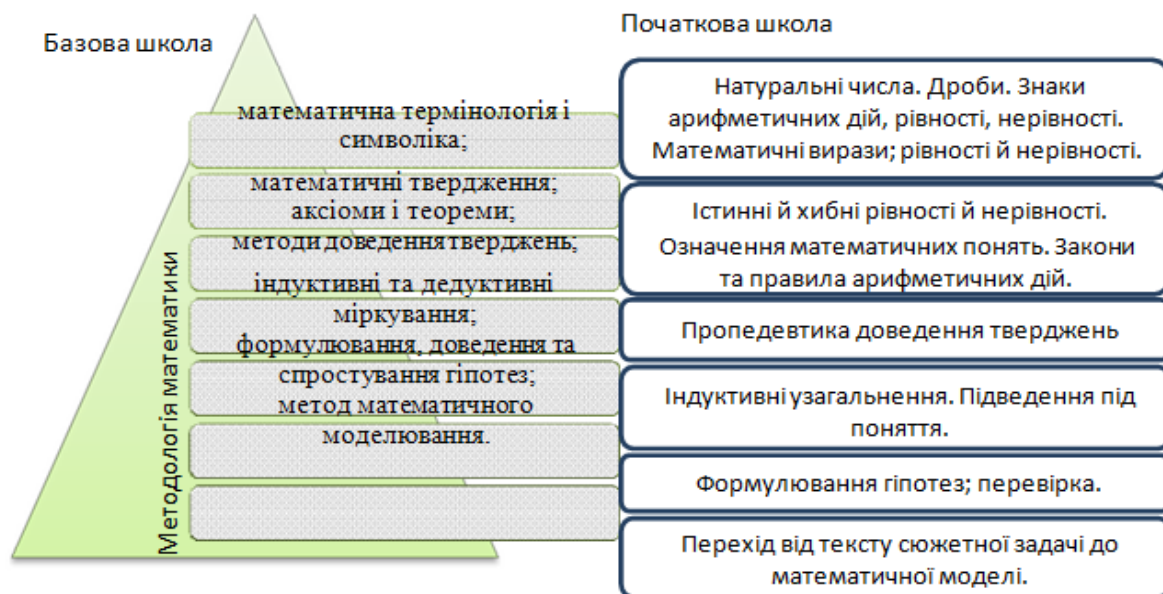 Базова школа
Початкова школа
Методологія математики
математична термінологія і
символіка;
математичні твердження;
аксіоми і теореми;
методи доведення тверджень;
індуктивні та дедуктивні
міркування;
формулювання, доведення та
спростування гіпотез;
метод математичного
моделювання.
Натуральні числа. Дроби. Знаки
арифметичних дій, рівності, нерівності.
Математичні вирази; рівності й нерівності.
Істинні й хибні рівності й нерівності.
Означення математичних понять. Закони
та правила арифметичних дій.
Пропедевтика доведення тверджень
Індуктивні узагальнення. Підведення під
поняття.
Формулювання гіпотез; перевірка.
Перехід від тексту сюжетної задачі до
математичної моделі.